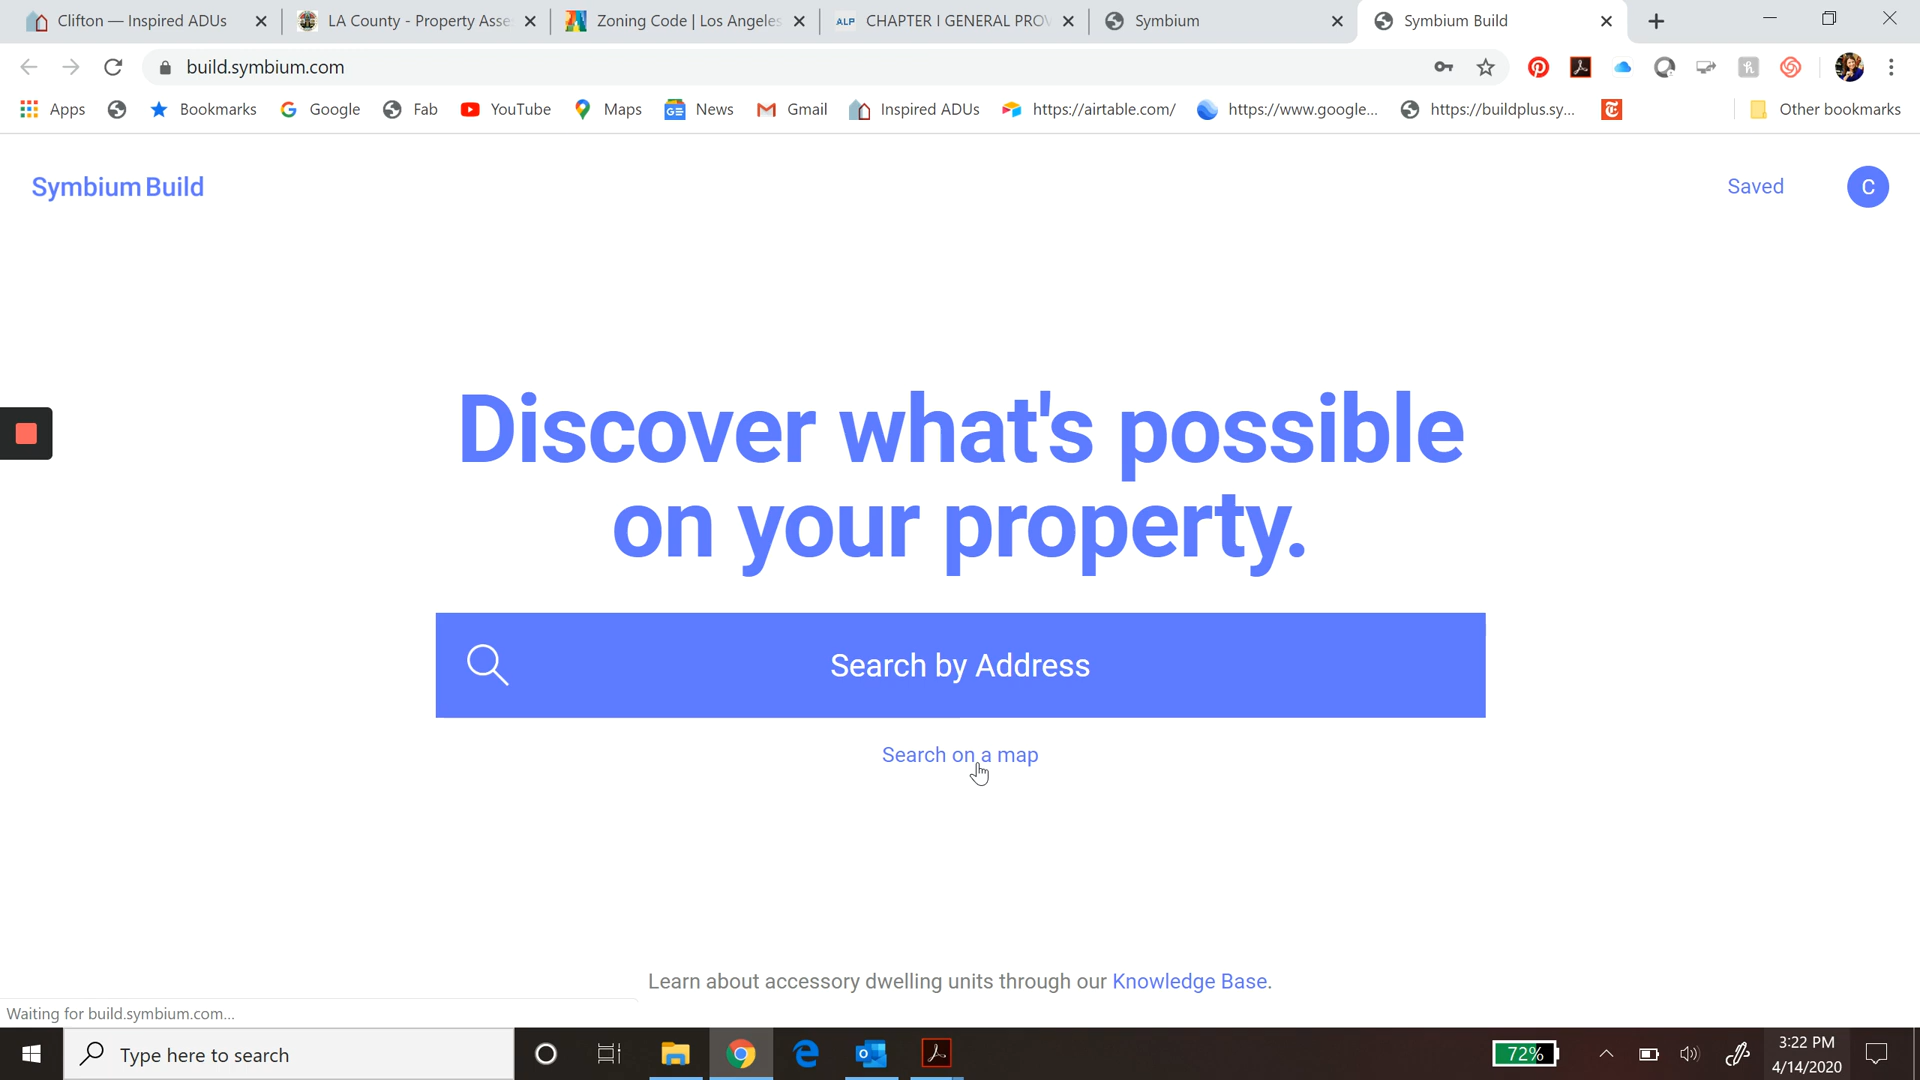 Clifton — Inspired ADUs
LA County - Property Asse
Zoning Code | Los Angeles
ALP CHAPTER I GENERAL PROV
Symbium
Symbium Build
build.symbium.com
Apps
Bookmarks
Google
Fab
YouTube
Maps
News
Gmail
Inspired ADUs
https://airtable.com/
https://www.google...
https://buildplus.sy...
Other bookmarks
Symbium Build
Saved
C
Discover what's possible
on your property.
Search by Address
Search on a map
Learn about accessory dwelling units through our Knowledge Base.
Waiting for build.symbium.com...
Type here to search
72%
3:22 PM
4/14/2020